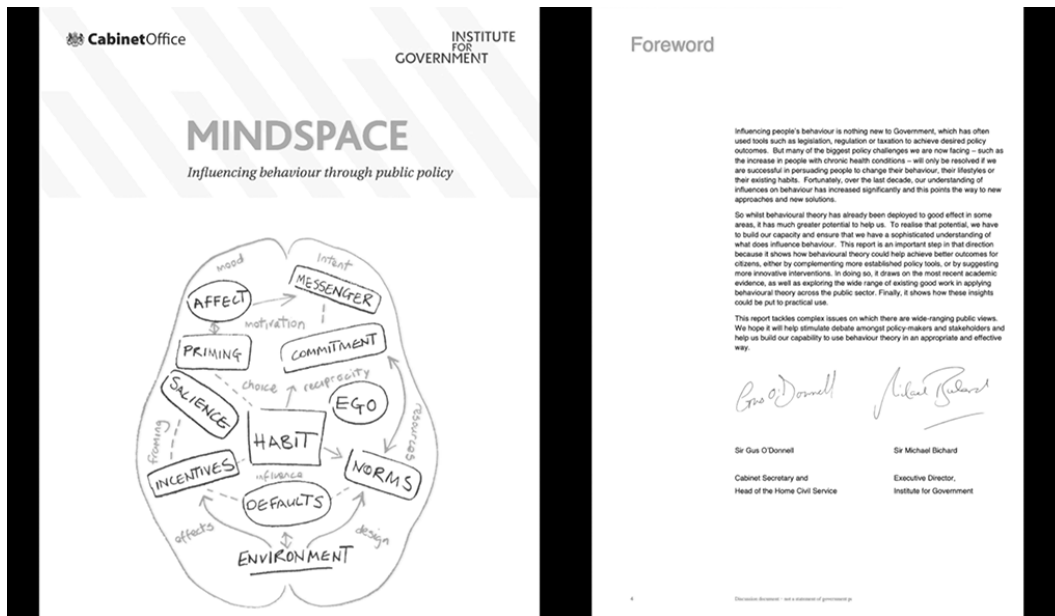 CabinetOffice
INSTITUTE
FOR
GOVERNMENT
MINDSPACE
Influencing behaviour through public policy
mood
intent
AFFECT
MESSENGER
motivation
PRIMING
COMMITMENT
choice
reciprocity
SALIENCE
EGO
HABIT
framing
resources
INCENTIVES
NORMS
influence
DEFAULTS
effects
design
ENVIRONMENT
Foreword
Influencing people's behaviour is nothing new to Government, which has often
used tools such as legislation, regulation or taxation to achieve desired policy
outcomes. But many of the biggest policy challenges we are now facing – such as
the increase in people with chronic health conditions – will only be resolved if we
are successful in persuading people to change their behaviour, their lifestyles or
their existing habits. Fortunately, over the last decade, our understanding of
influences on behaviour has increased significantly and this points the way to new
approaches and new solutions.
So whilst behavioural theory has already been deployed to good effect in some
areas, it has much greater potential to help us. To realise that potential, we have
to build our capacity and ensure that we have a sophisticated understanding of
what does influence behaviour. This report is an important step in that direction
because it shows how behavioural theory could help achieve better outcomes for
citizens, either by complementing more established policy tools, or by suggesting
more innovative interventions. In doing so, it draws on the most recent academic
evidence, as well as exploring the wide range of existing good work in applying
behavioural theory across the public sector. Finally, it shows how these insights
could be put to practical use.
This report tackles complex issues on which there are wide-ranging public views.
We hope it will help stimulate debate amongst policy-makers and stakeholders and
help us build our capability to use behaviour theory in an appropriate and effective
way.
Gus O'Donnell
Michael Bichard
Sir Gus O'Donnell
Sir Michael Bichard
Cabinet Secretary and
Head of the Home Civil Service
Executive Director,
Institute for Government
Discussion document – not a statement of government